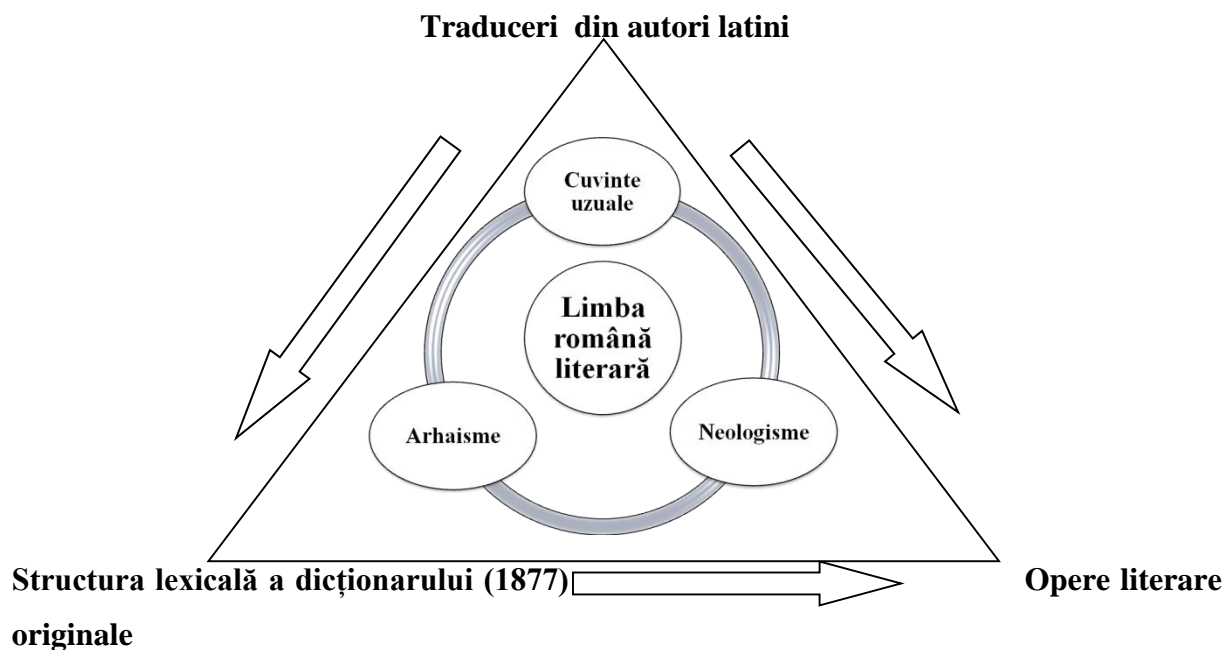 Traduceri din autori latini
Cuvinte
uzuale
Limba
română
literară
Arhaisme
Neologisme
Structura lexicală a dicționarului (1877) Opere literare
originale